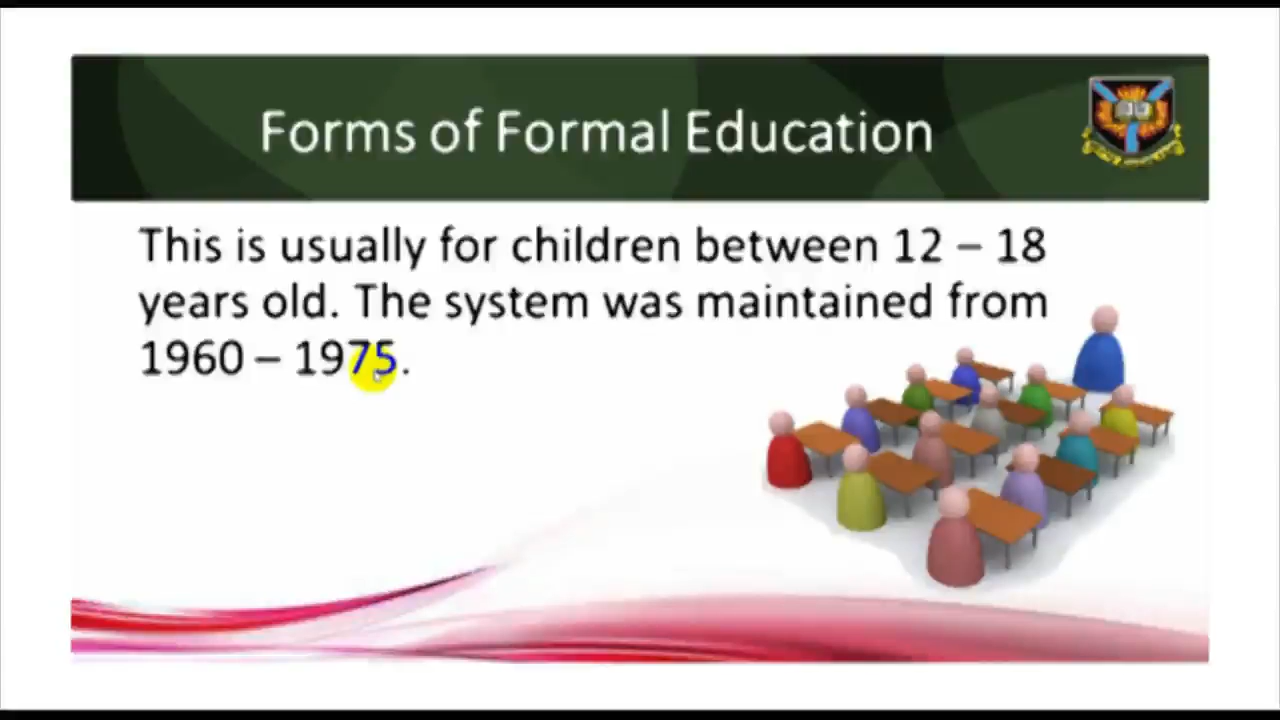 Forms of Formal Education
This is usually for children between 12 – 18
years old. The system was maintained from
1960 – 1975.